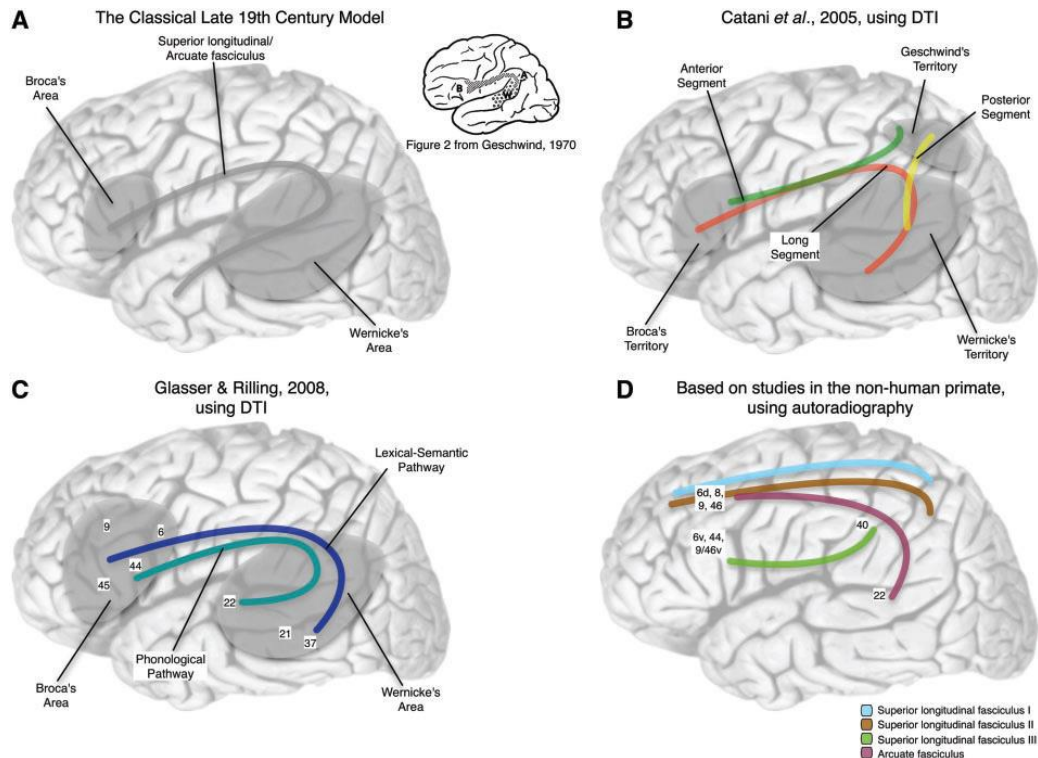 A
The Classical Late 19th Century Model
Superior longitudinal/
Arcuate fasciculus
Broca's
Area
B
W
A
Figure 2 from Geschwind, 1970
Wernicke's
Area
B
Catani et al., 2005, using DTI
Geschwind's
Territory
Anterior
Segment
Posterior
Segment
Long
Segment
Broca's
Territory
Wernicke's
Territory
C
Glasser & Rilling, 2008,
using DTI
Lexical-Semantic
Pathway
9
6
44
45
22
21
37
Phonological
Pathway
Broca's
Area
Wernicke's
Area
D
Based on studies in the non-human primate,
using autoradiography
6d, 8,
9, 46
40
6v, 44,
9/46v
22
Superior longitudinal fasciculus I
Superior longitudinal fasciculus II
Superior longitudinal fasciculus III
Arcuate fasciculus